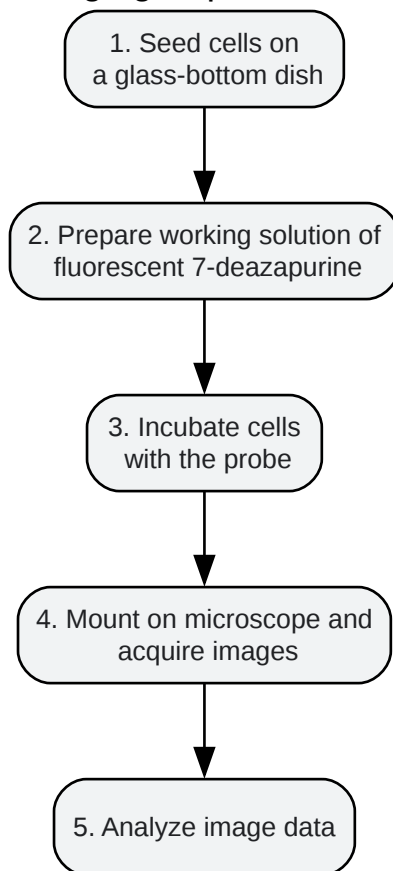 1. Seed cells on
a glass-bottom dish
2. Prepare working solution of
fluorescent 7-deazapurine
3. Incubate cells
with the probe
4. Mount on microscope and
acquire images
5. Analyze image data